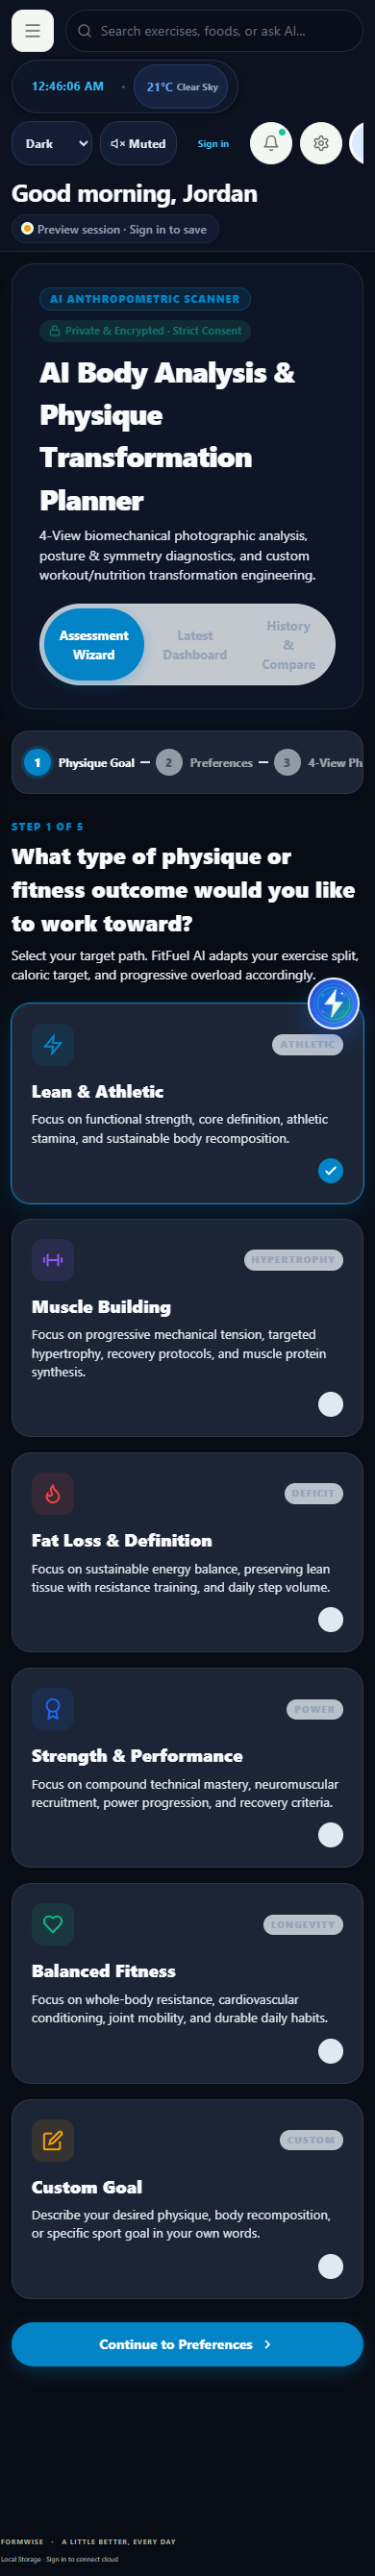 Search exercises, foods, or ask AI...
12:46:06 AM · 21°C Clear Sky
Dark Muted Sign in
Good morning, Jordan
Preview session · Sign in to save
AI ANTHROPOMETRIC SCANNER
Private & Encrypted · Strict Consent
AI Body Analysis &
Physique
Transformation
Planner
4-View biomechanical photographic analysis,
posture & symmetry diagnostics, and custom
workout/nutrition transformation engineering.
Assessment
Wizard
Latest
Dashboard
History
&
Compare
1 Physique Goal 2 Preferences 3 4-View Ph
STEP 1 OF 5
What type of physique or
fitness outcome would you like
to work toward?
Select your target path. FitFuel AI adapts your exercise split,
caloric target, and progressive overload accordingly.
ATHLETIC
Lean & Athletic
Focus on functional strength, core definition, athletic
stamina, and sustainable body recomposition.
HYPERTROPHY
Muscle Building
Focus on progressive mechanical tension, targeted
hypertrophy, recovery protocols, and muscle protein
synthesis.
DEFICIT
Fat Loss & Definition
Focus on sustainable energy balance, preserving lean
tissue with resistance training, and daily step volume.
POWER
Strength & Performance
Focus on compound technical mastery, neuromuscular
recruitment, power progression, and recovery criteria.
LONGEVITY
Balanced Fitness
Focus on whole-body resistance, cardiovascular
conditioning, joint mobility, and durable daily habits.
CUSTOM
Custom Goal
Describe your desired physique, body recomposition,
or specific sport goal in your own words.
Continue to Preferences
FORMWISE · A LITTLE BETTER, EVERY DAY
Local Storage · Sign in to connect cloud